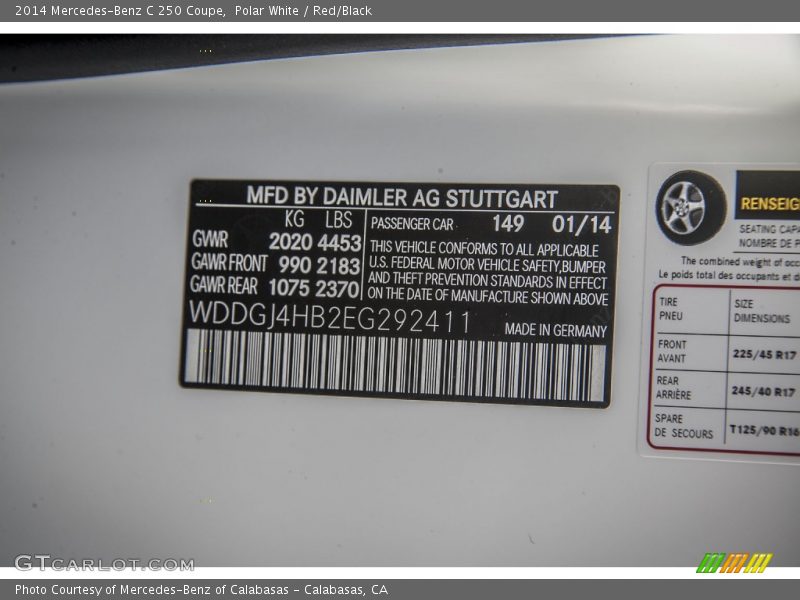 2014 Mercedes-Benz C 250 Coupe, Polar White / Red/Black
MFD BY DAIMLER AG STUTTGART
KG LBS
GWR 2020 4453
GAWR FRONT 990 2183
GAWR REAR 1075 2370
PASSENGER CAR 149 01/14
THIS VEHICLE CONFORMS TO ALL APPLICABLE
U.S. FEDERAL MOTOR VEHICLE SAFETY,BUMPER
AND THEFT PREVENTION STANDARDS IN EFFECT
ON THE DATE OF MANUFACTURE SHOWN ABOVE
WDDGJ4HB2EG292411
MADE IN GERMANY
RENSEIG
SEATING CAPA
NOMBRE DE P
The combined weight of occ
Le poids total des occupants et d
TIRE SIZE
PNEU DIMENSIONS
FRONT
AVANT
225/45 R17
REAR
ARRIÈRE
245/40 R17
SPARE
DE SECOURS
T125/90 R16
GTCARLOT.COM
Photo Courtesy of Mercedes-Benz of Calabasas - Calabasas, CA